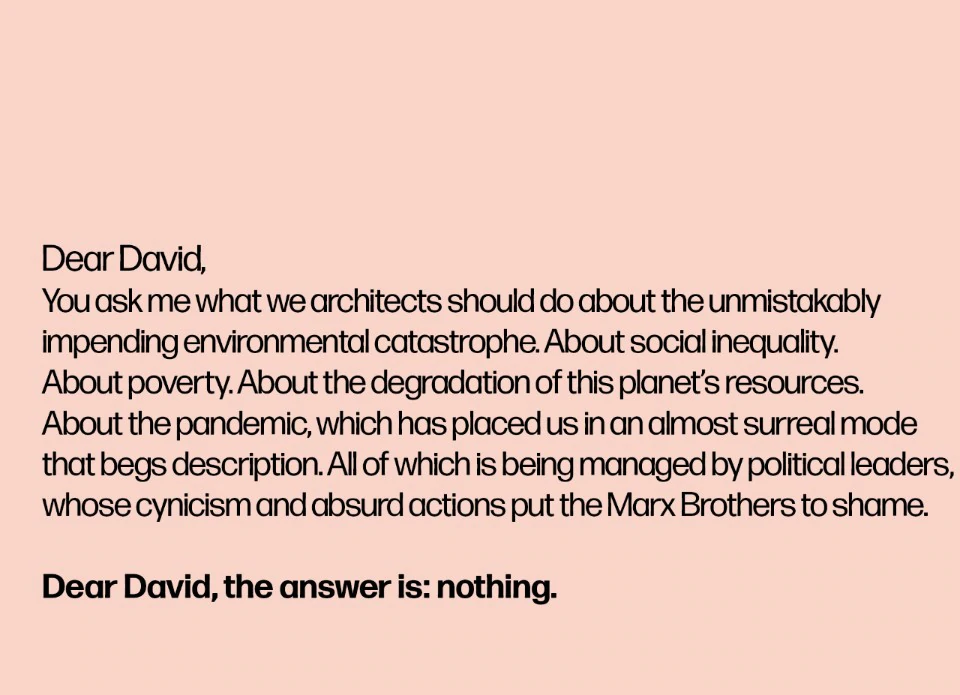 Dear David,
You ask me what we architects should do about the unmistakably
impending environmental catastrophe. About social inequality.
About poverty. About the degradation of this planet’s resources.
About the pandemic, which has placed us in an almost surreal mode
that begs description. All of which is being managed by political leaders,
whose cynicism and absurd actions put the Marx Brothers to shame.
Dear David, the answer is: nothing.